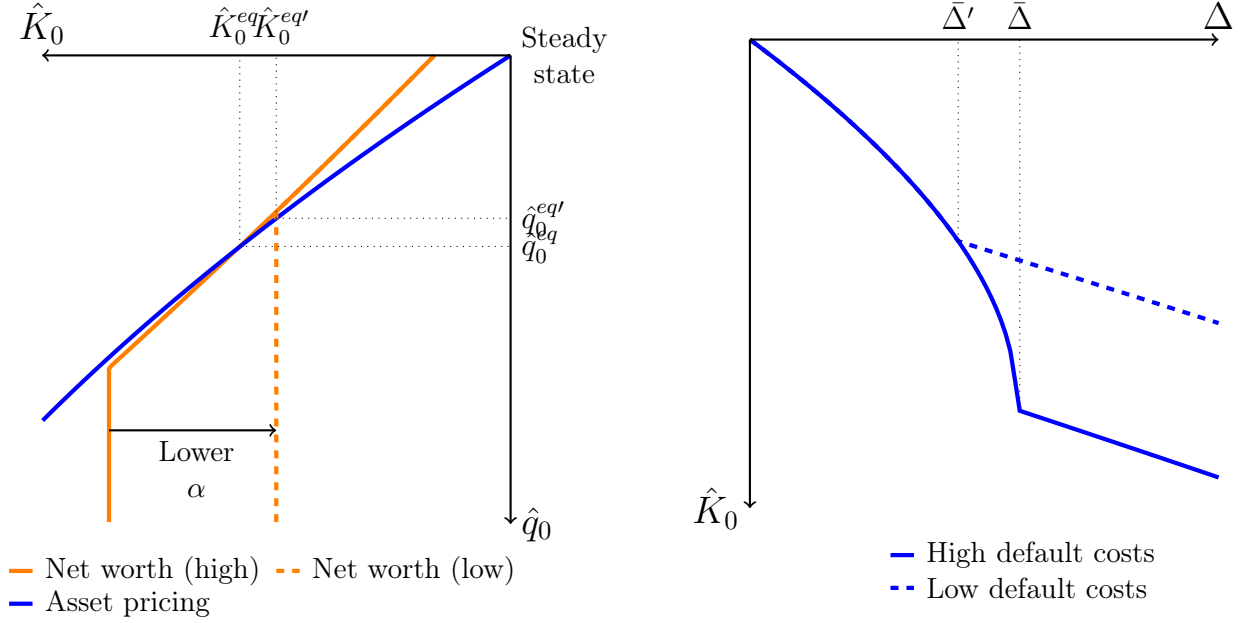 K̂₀
K̂₀^{eq}
K̂₀^{eq′}
Steady
state
q̂₀^{eq′}
q̂₀^{eq}
Lower
α
q̂₀
Net worth (high)
Net worth (low)
Asset pricing
Δ̄′
Δ̄
Δ
K̂₀
High default costs
Low default costs